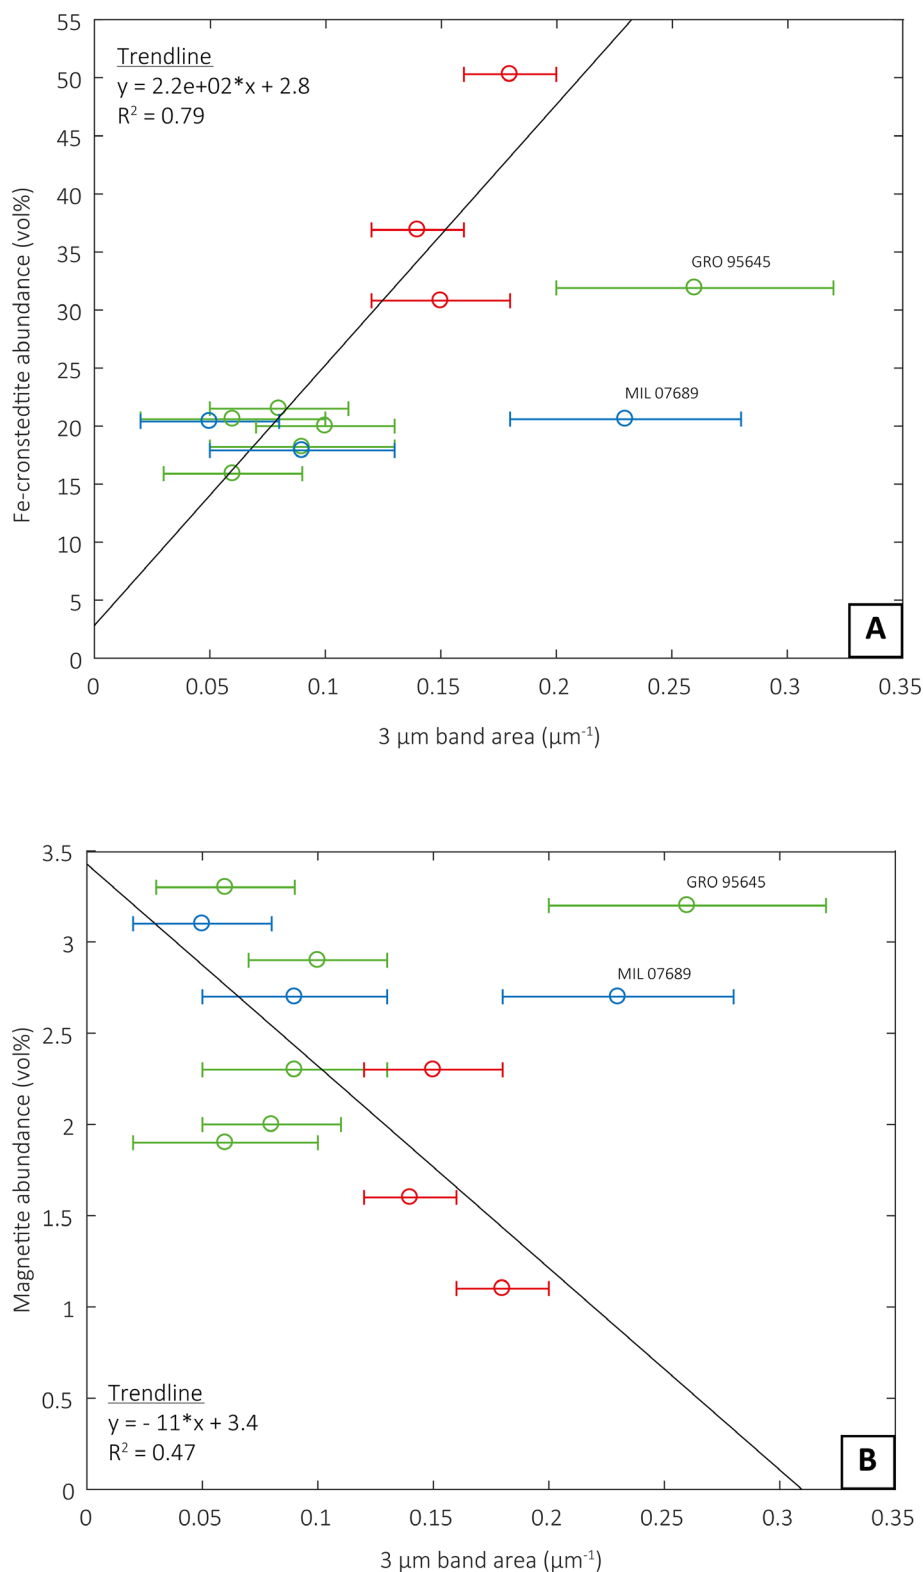 55
Trendline
y = 2.2e+02*x + 2.8
R² = 0.79
50
45
40
35
30
25
20
15
10
5
0
Fe-cronstedtite abundance (vol%)
GRO 95645
MIL 07689
A
0 0.05 0.1 0.15 0.2 0.25 0.3 0.35
3 µm band area (µm⁻¹)
3.5
3
2.5
2
1.5
1
0.5
0
Magnetite abundance (vol%)
GRO 95645
MIL 07689
Trendline
y = - 11*x + 3.4
R² = 0.47
B
0 0.05 0.1 0.15 0.2 0.25 0.3 0.35
3 µm band area (µm⁻¹)